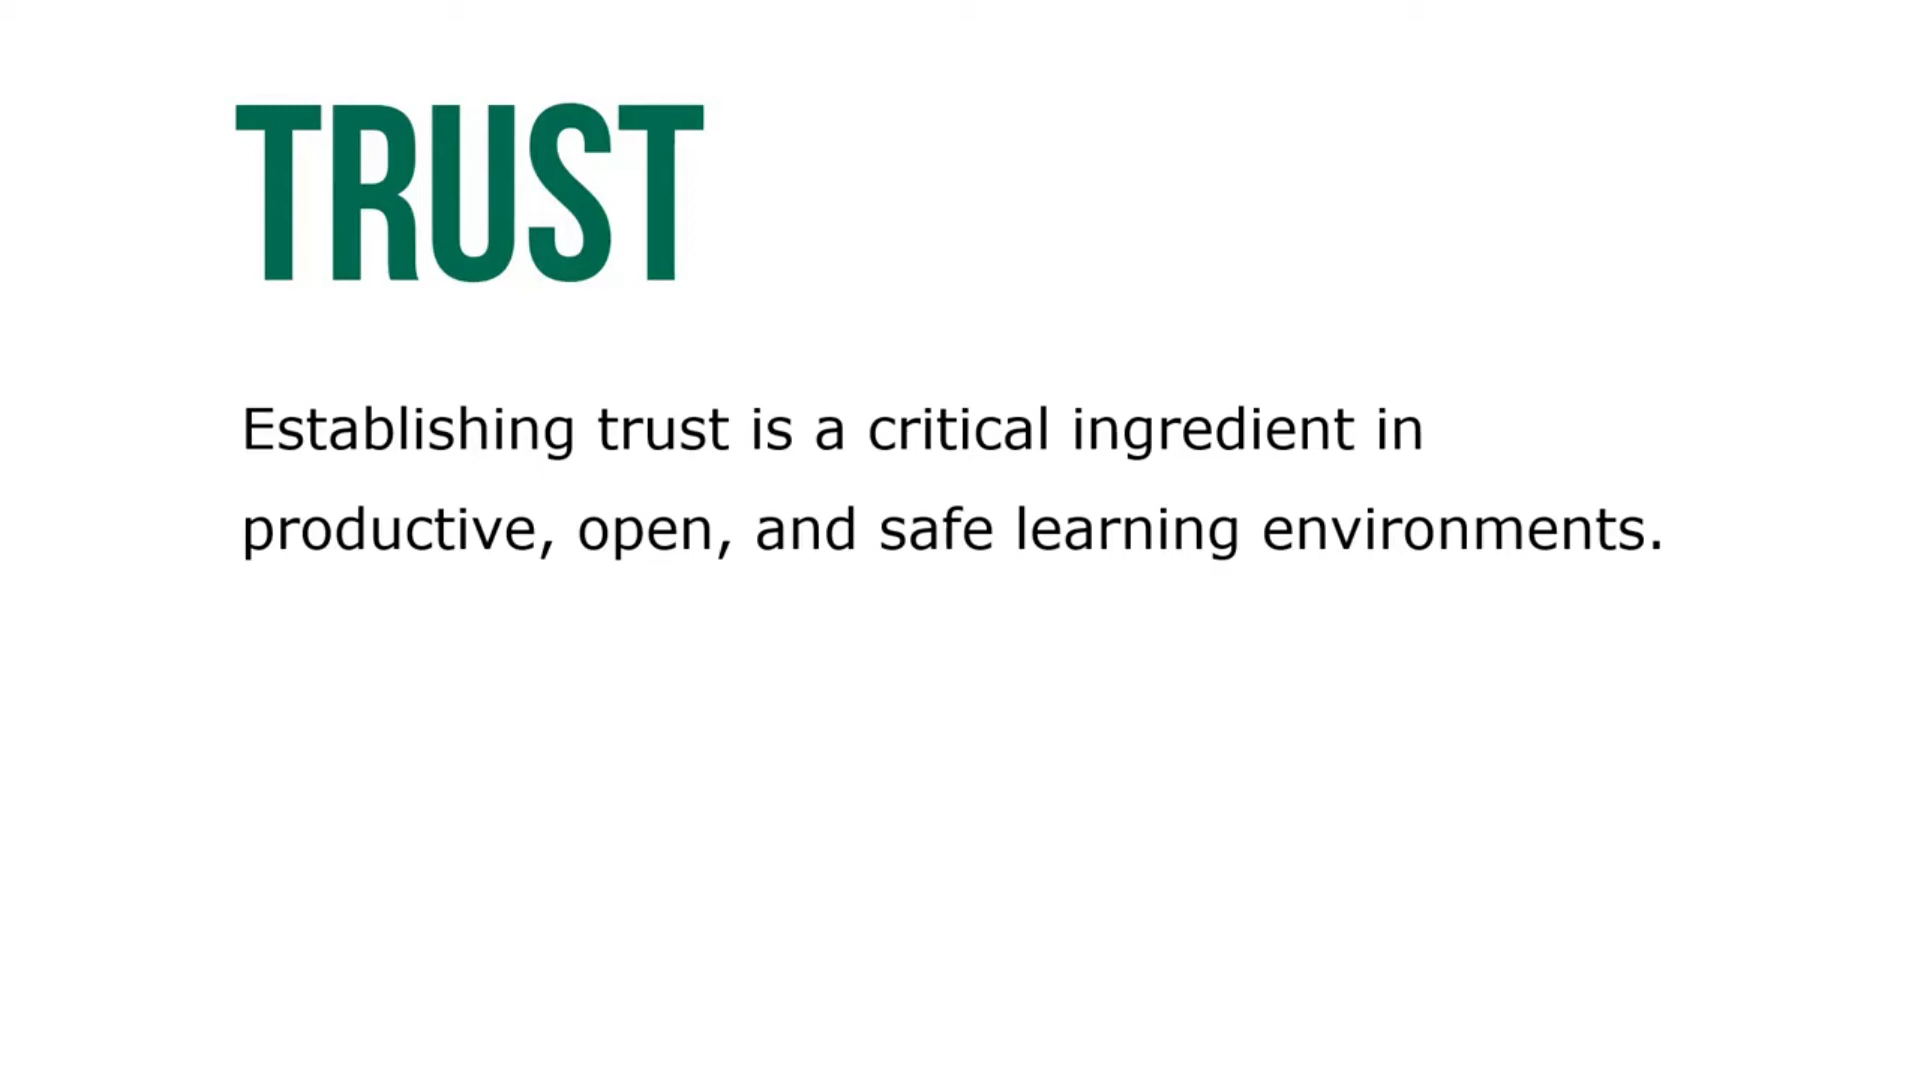 TRUST
Establishing trust is a critical ingredient in
productive, open, and safe learning environments.